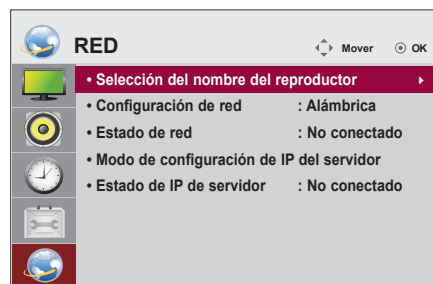 RED Mover OK
• Selección del nombre del reproductor
• Configuración de red : Alámbrica
• Estado de red : No conectado
• Modo de configuración de IP del servidor
• Estado de IP de servidor : No conectado